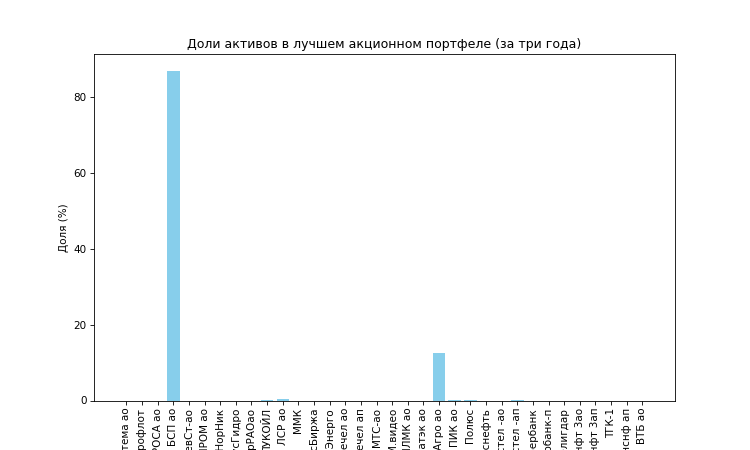 Доли активов в лучшем акционном портфеле (за три года)
Доля (%)
80
60
40
20
0
тема ао
рофлот
РОСА ао
БСП ао
евСт-ао
ПРОМ ао
НорНик
сГидро
рРАОао
ЛУКОЙЛ
ЛСР ао
ММК
сБиржа
Энерго
ечел ао
ечел ап
МТС-ао
М.видео
ЛМК ао
атэк ао
Агро ао
ПИК ао
Полюс
снефть
стел -ао
стел -ап
ербанк
рбанк-п
лигдар
нфт 3ао
нфт 3ап
ТГК-1
нснф ап
ВТБ ао